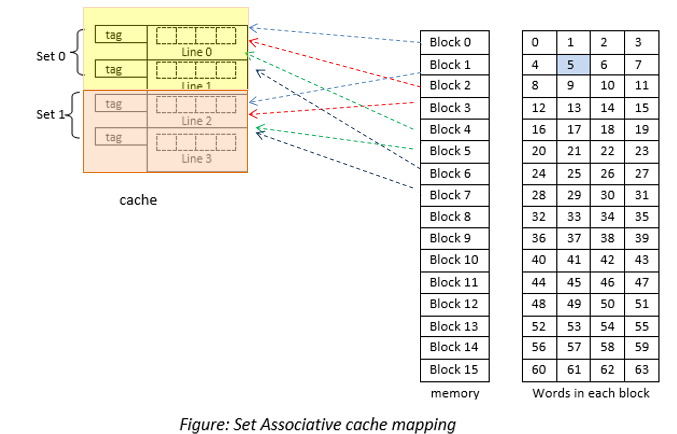 Set 0
tag
Line 0
tag
Line 1
Set 1
tag
Line 2
tag
Line 3
cache
Block 0
Block 1
Block 2
Block 3
Block 4
Block 5
Block 6
Block 7
Block 8
Block 9
Block 10
Block 11
Block 12
Block 13
Block 14
Block 15
memory
0 1 2 3
4 5 6 7
8 9 10 11
12 13 14 15
16 17 18 19
20 21 22 23
24 25 26 27
28 29 30 31
32 33 34 35
36 37 38 39
40 41 42 43
44 45 46 47
48 49 50 51
52 53 54 55
56 57 58 59
60 61 62 63
Words in each block
Figure: Set Associative cache mapping